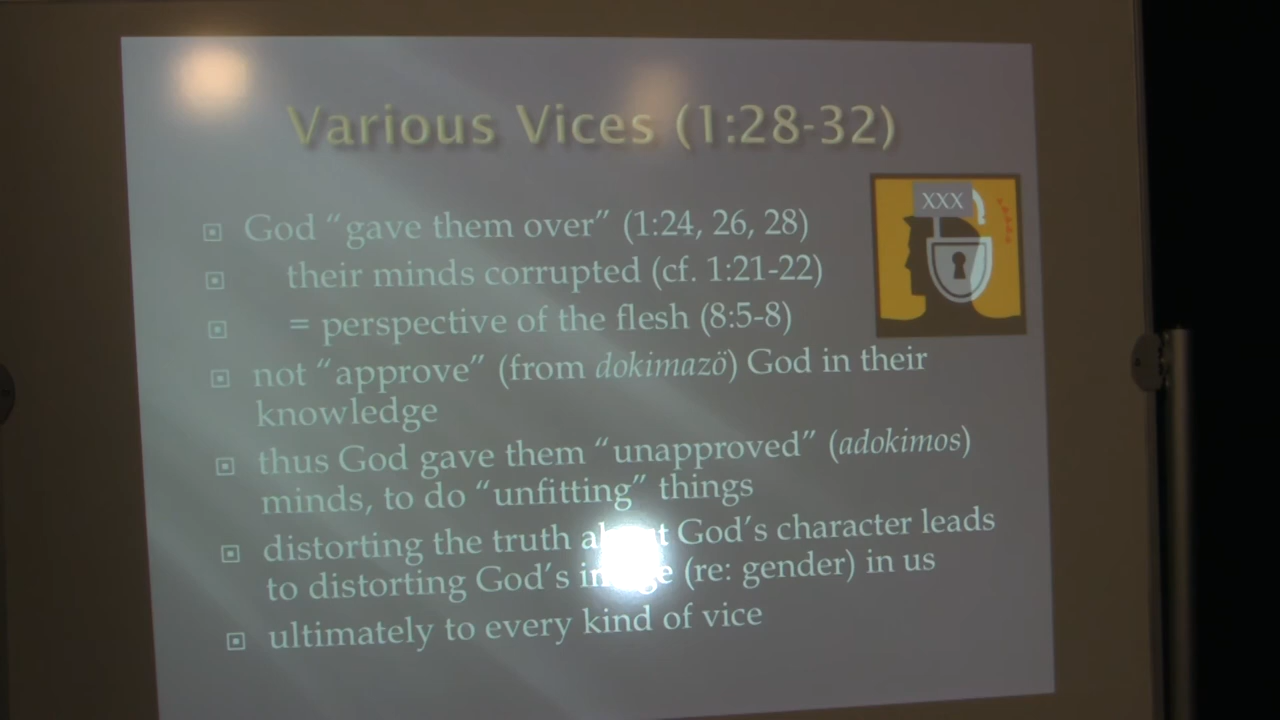 Various Vices (1:28-32)
XXX
God “gave them over” (1:24, 26, 28)
their minds corrupted (cf. 1:21-22)
= perspective of the flesh (8:5-8)
not “approve” (from dokimazö) God in their
knowledge
thus God gave them “unapproved” (adokimos)
minds, to do “unfitting” things
distorting the truth God’s character leads
to distorting God’s (re: gender) in us
ultimately to every kind of vice